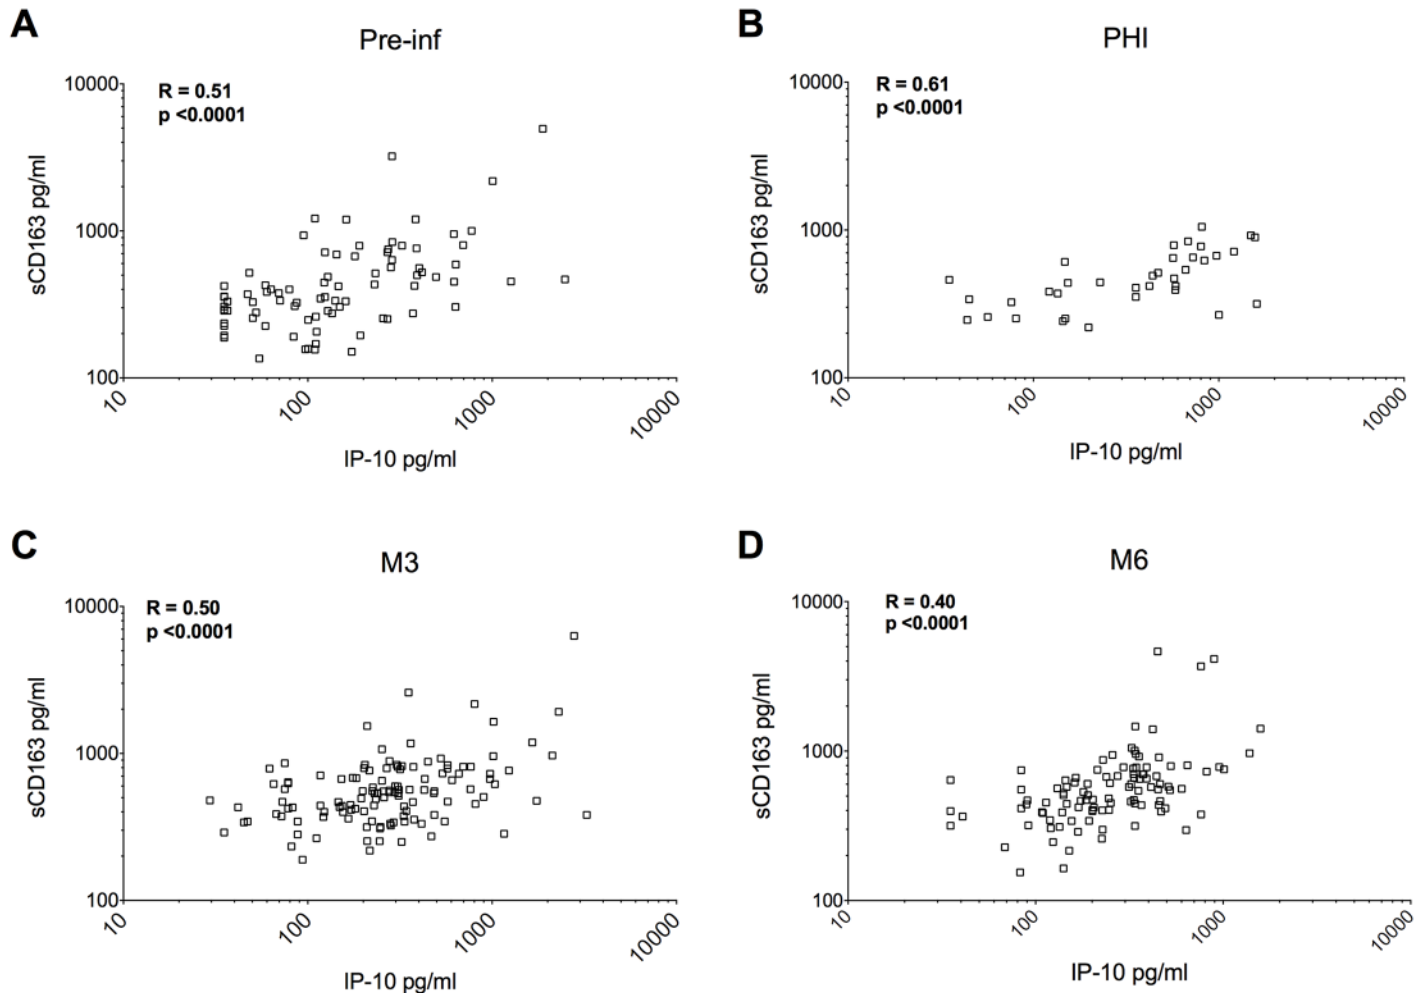 A
Pre-inf
R = 0.51
p <0.0001
10000
1000
100
sCD163 pg/ml
10
100
1000
10000
IP-10 pg/ml
B
PHI
R = 0.61
p <0.0001
10000
1000
100
sCD163 pg/ml
10
100
1000
10000
IP-10 pg/ml
C
M3
R = 0.50
p <0.0001
10000
1000
100
sCD163 pg/ml
10
100
1000
10000
IP-10 pg/ml
D
M6
R = 0.40
p <0.0001
10000
1000
100
sCD163 pg/ml
10
100
1000
10000
IP-10 pg/ml